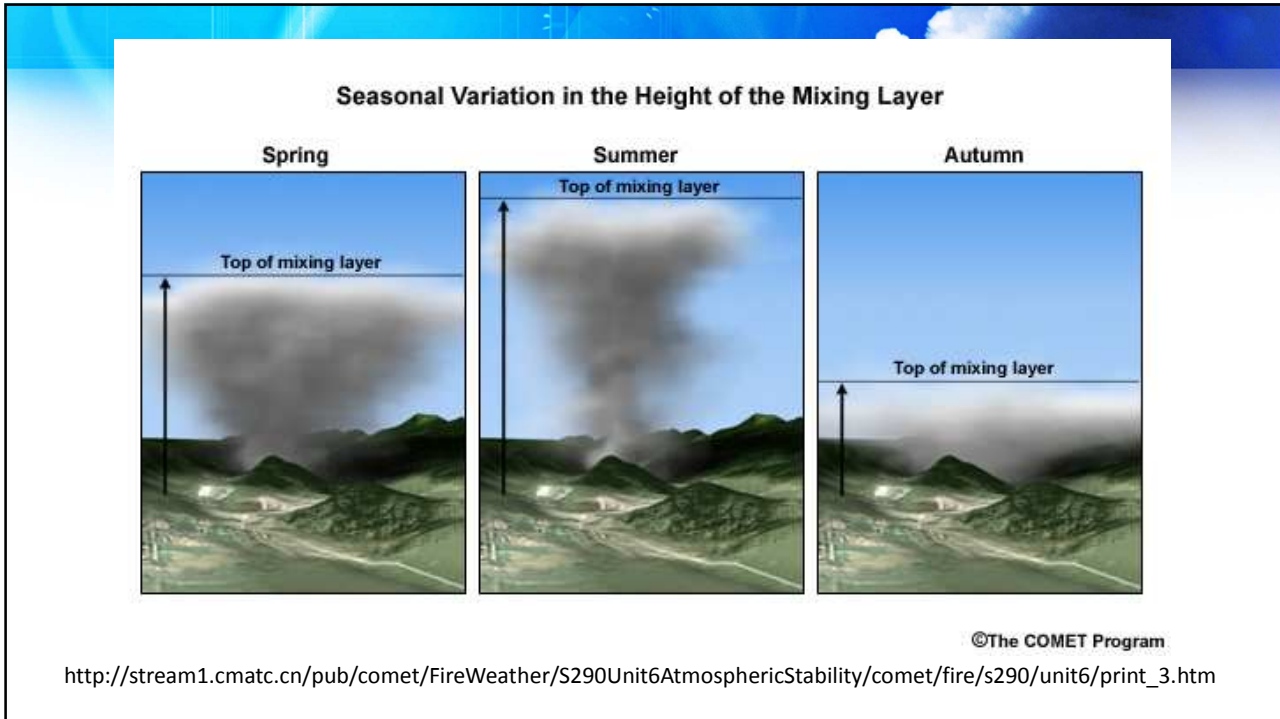 Seasonal Variation in the Height of the Mixing Layer
Spring
Top of mixing layer
Summer
Top of mixing layer
Autumn
Top of mixing layer
©The COMET Program
http://stream1.cmatc.cn/pub/comet/FireWeather/S290Unit6AtmosphericStability/comet/fire/s290/unit6/print_3.htm